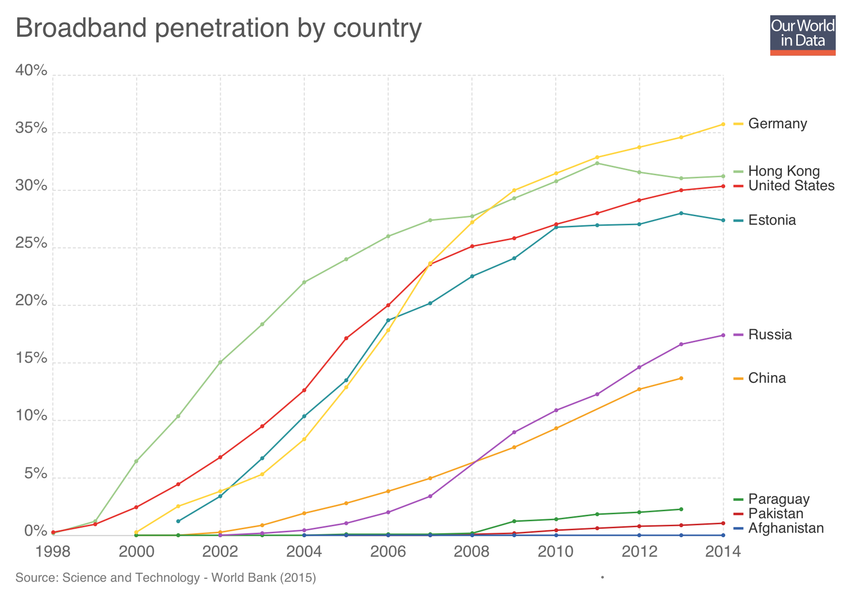 Broadband penetration by country
Our World
in Data
40%
35%
30%
25%
20%
15%
10%
5%
0%
1998 2000 2002 2004 2006 2008 2010 2012 2014
Germany
Hong Kong
United States
Estonia
Russia
China
Paraguay
Pakistan
Afghanistan
Source: Science and Technology - World Bank (2015)